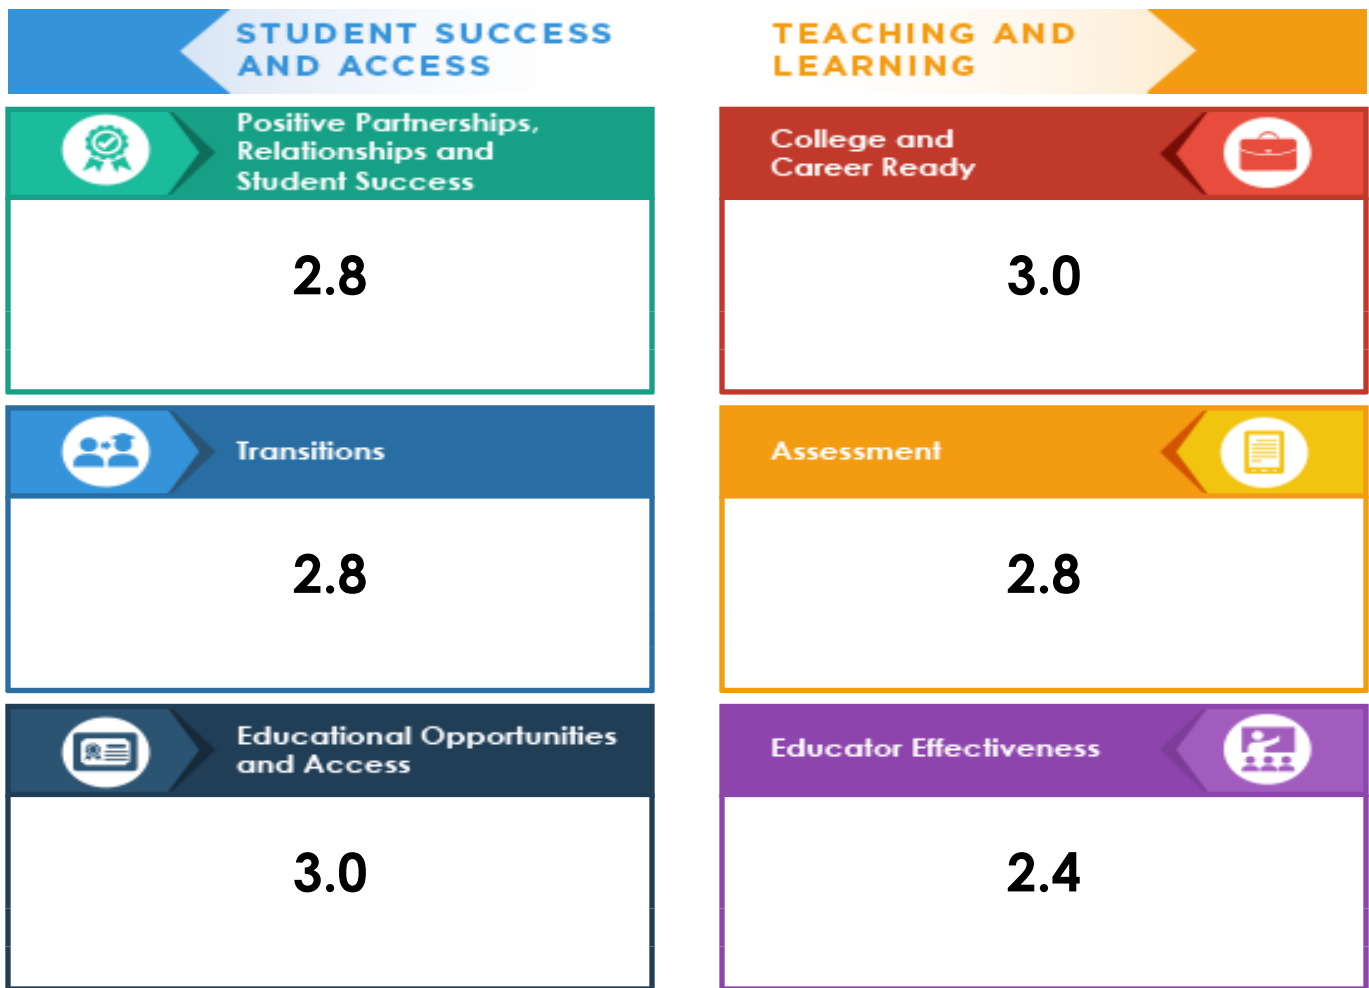 STUDENT SUCCESS
AND ACCESS
Positive Partnerships,
Relationships and
Student Success
2.8
Transitions
2.8
Educational Opportunities
and Access
3.0
TEACHING AND
LEARNING
College and
Career Ready
3.0
Assessment
2.8
Educator Effectiveness
2.4